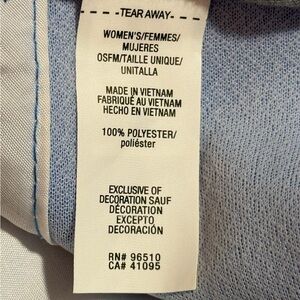 --TEAR AWAY--
WOMEN'S/FEMMES/
MUJERES
OSFM/TAILLE UNIQUE/
UNITALLA
MADE IN VIETNAM
FABRIQUÉ AU VIETNAM
HECHO EN VIETNAM
100% POLYESTER/
poliéster
EXCLUSIVE OF
DECORATION SAUF
DÉCORATION
EXCEPTO
DECORACIÓN
RN# 96510
CA# 41095